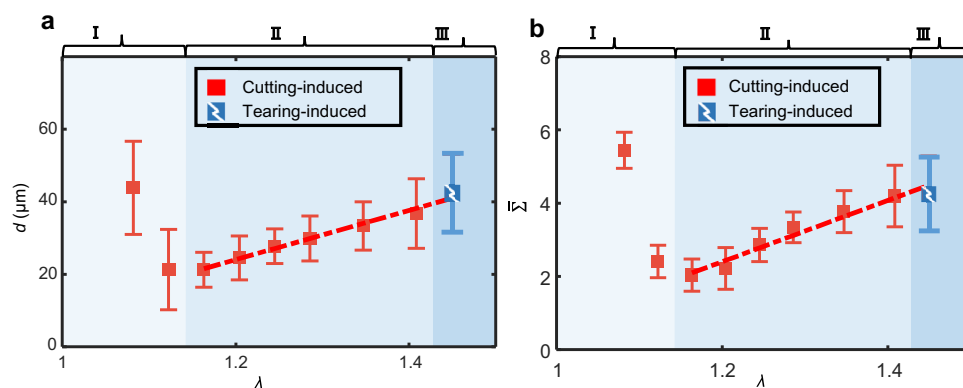 a
I II III
Cutting-induced
Tearing-induced
d (μm)
60
40
20
0
1 1.2 1.4
λ
b
I II III
Cutting-induced
Tearing-induced
Σ̅
8
6
4
2
0
1 1.2 1.4
λ